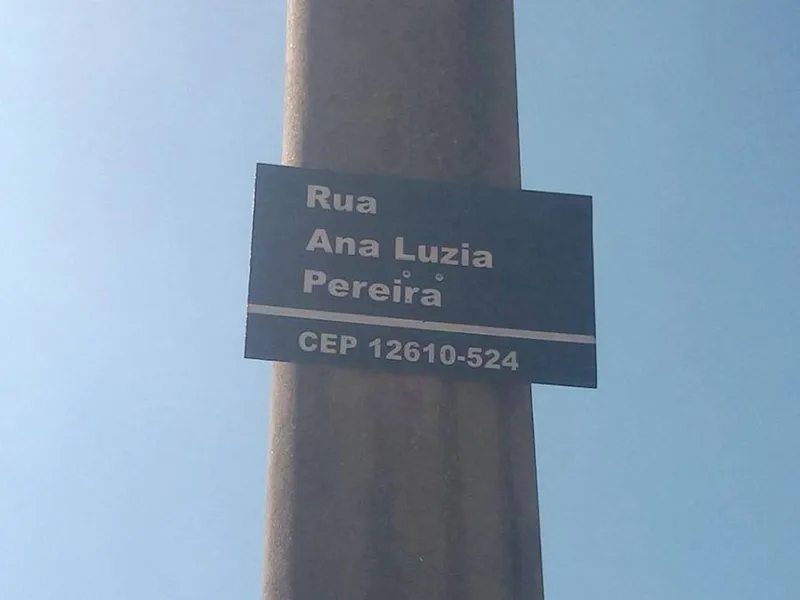 Rua
Ana Luzia
Pereira
CEP 12610-524